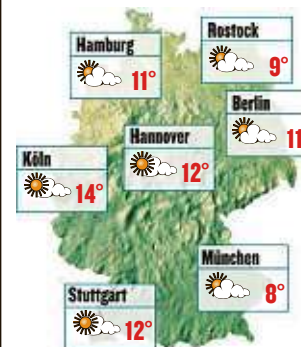 Rostock
9°
Hamburg
11°
Berlin
11
Hannover
12°
Köln
14°
München
8°
Stuttgart
12°